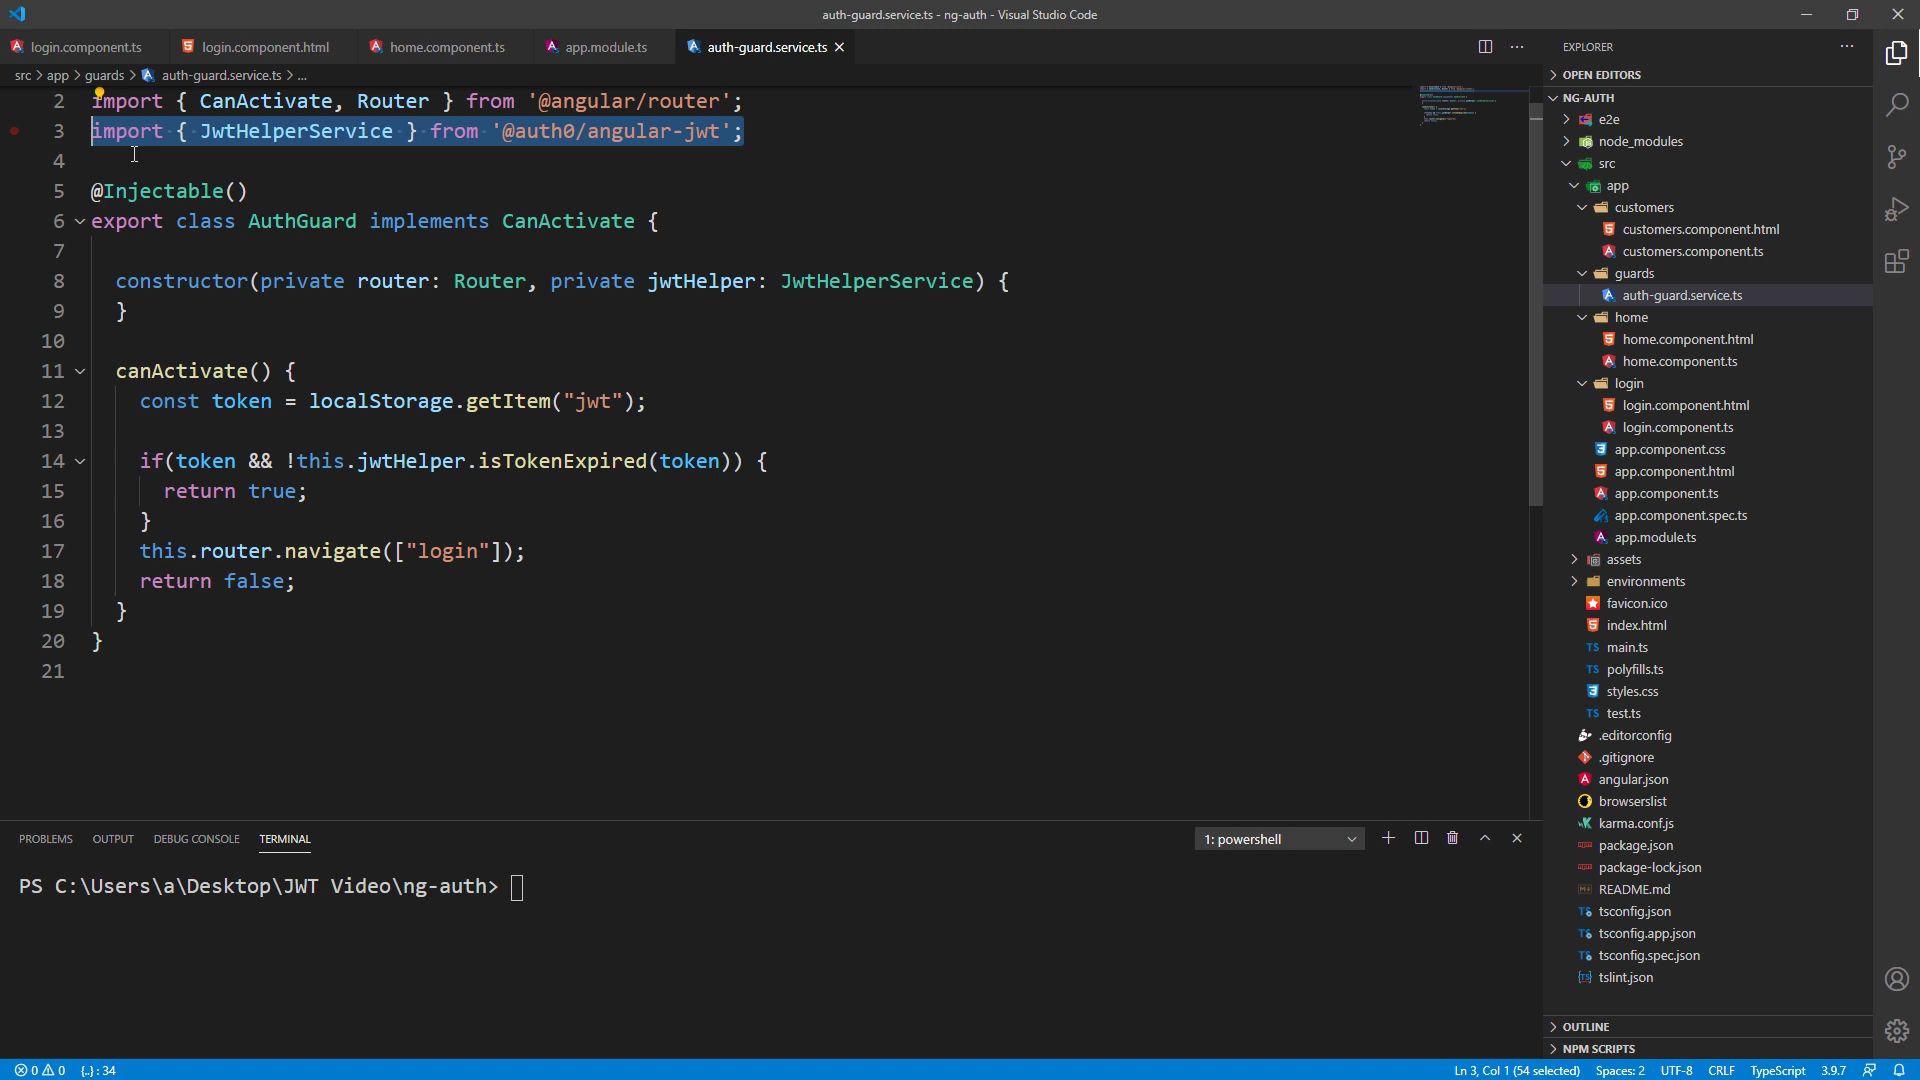 auth-guard.service.ts - ng-auth - Visual Studio Code
login.component.ts login.component.html home.component.ts app.module.ts auth-guard.service.ts
src > app > guards > auth-guard.service.ts > ...
2 import { CanActivate, Router } from '@angular/router';
3 import { JwtHelperService } from '@auth0/angular-jwt';
4
5 @Injectable()
6 export class AuthGuard implements CanActivate {
7
8 constructor(private router: Router, private jwtHelper: JwtHelperService) {
9 }
10
11 canActivate() {
12 const token = localStorage.getItem("jwt");
13
14 if(token && !this.jwtHelper.isTokenExpired(token)) {
15 return true;
16 }
17 this.router.navigate(["login"]);
18 return false;
19 }
20 }
21
PROBLEMS OUTPUT DEBUG CONSOLE TERMINAL 1: powershell
PS C:\Users\a\Desktop\JWT Video\ng-auth>
EXPLORER
OPEN EDITORS
NG-AUTH
e2e
node_modules
src
app
customers
customers.component.html
customers.component.ts
guards
auth-guard.service.ts
home
home.component.html
home.component.ts
login
login.component.html
login.component.ts
app.component.css
app.component.html
app.component.ts
app.component.spec.ts
app.module.ts
assets
environments
favicon.ico
index.html
main.ts
polyfills.ts
styles.css
test.ts
.editorconfig
.gitignore
angular.json
browserslist
karma.conf.js
package.json
package-lock.json
README.md
tsconfig.json
tsconfig.app.json
tsconfig.spec.json
tslint.json
OUTLINE
NPM SCRIPTS
0 0 {..} : 34 Ln 3, Col 1 (54 selected) Spaces: 2 UTF-8 CRLF TypeScript 3.9.7